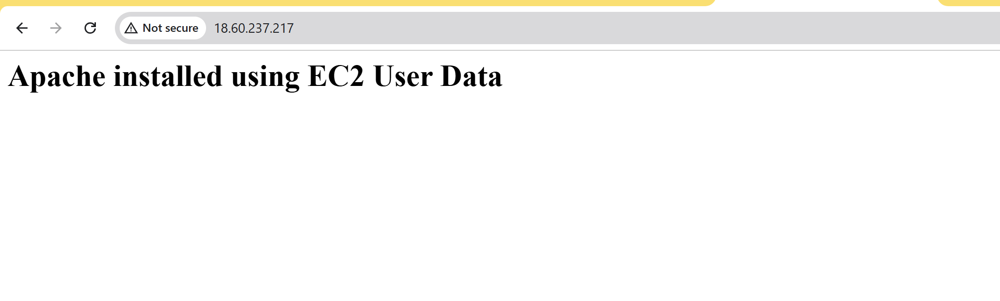 Not secure 18.60.237.217
Apache installed using EC2 User Data